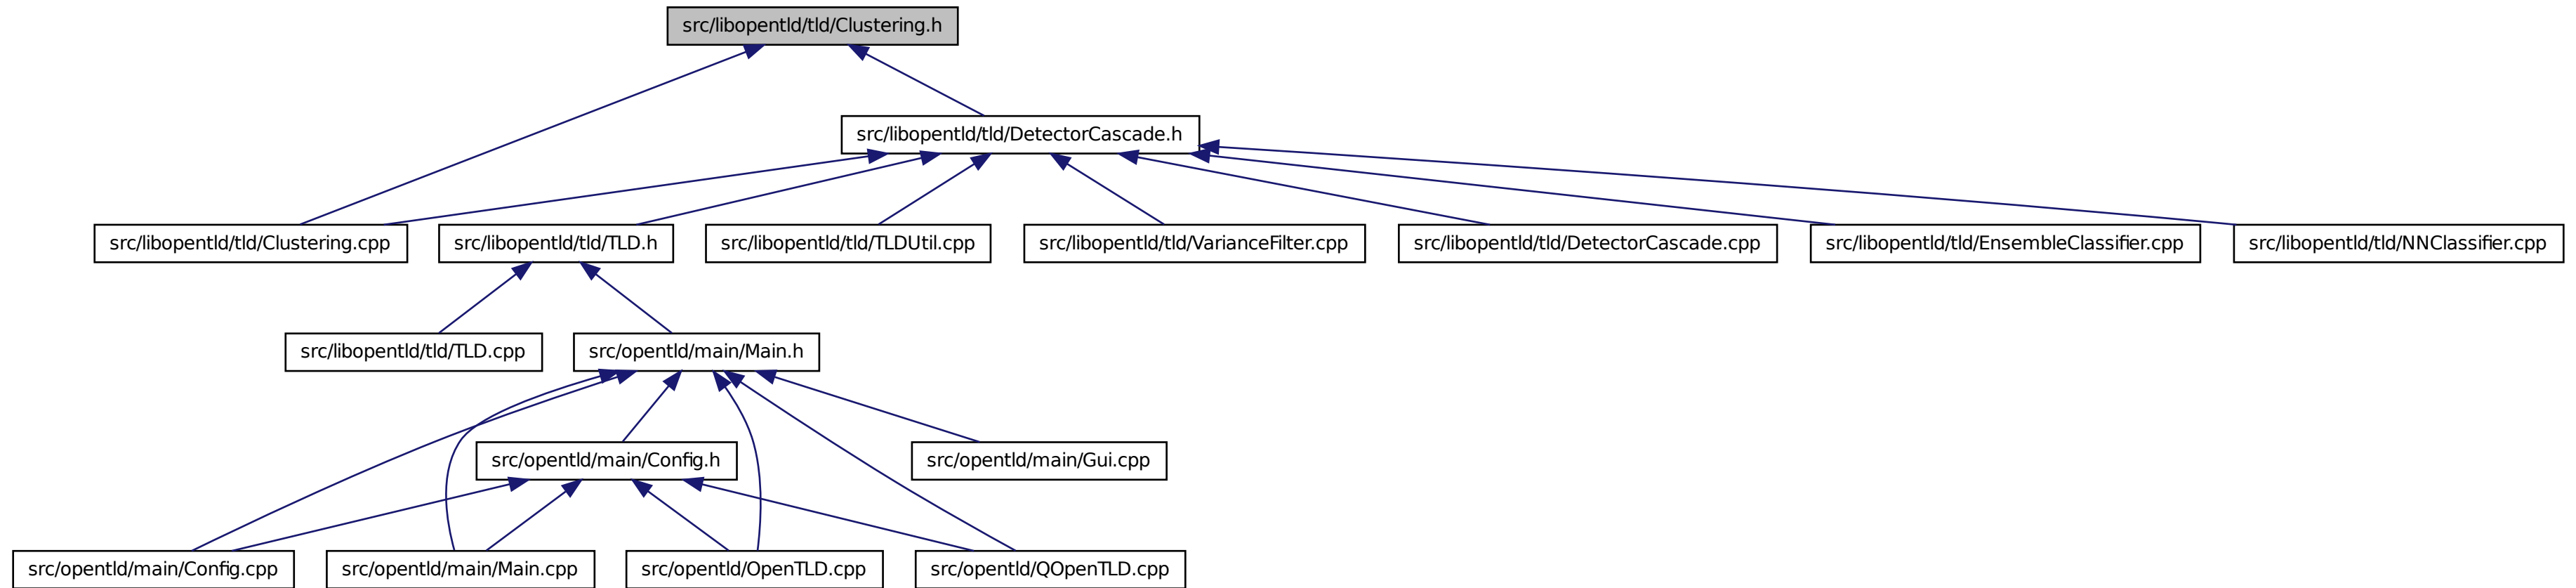 src/libopentld/tld/Clustering.h
src/libopentld/tld/DetectorCascade.h
src/libopentld/tld/Clustering.cpp
src/libopentld/tld/TLD.h
src/libopentld/tld/TLDUtil.cpp
src/libopentld/tld/VarianceFilter.cpp
src/libopentld/tld/DetectorCascade.cpp
src/libopentld/tld/EnsembleClassifier.cpp
src/libopentld/tld/NNClassifier.cpp
src/libopentld/tld/TLD.cpp
src/opentld/main/Main.h
src/opentld/main/Config.h
src/opentld/main/Gui.cpp
src/opentld/main/Config.cpp
src/opentld/main/Main.cpp
src/opentld/OpenTLD.cpp
src/opentld/QOpenTLD.cpp